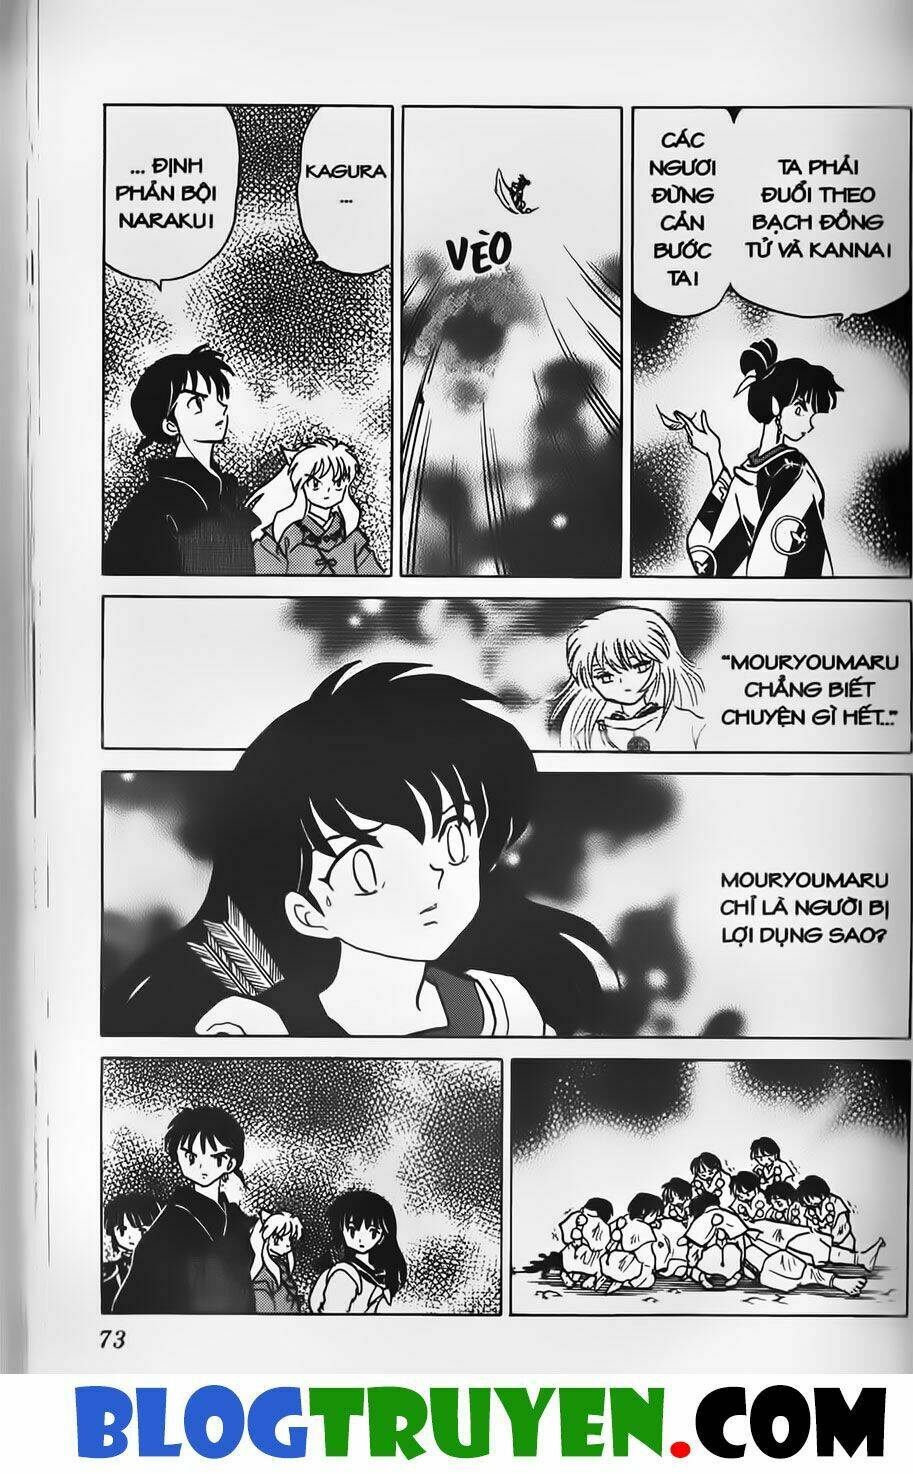 TA PHẢI
ĐUỔI THEO
BẠCH ĐỒNG
TỬ VÀ KANNA!
CÁC
NGƯƠI
ĐỪNG
CẢN
BƯỚC
TA!
VÈO
KAGURA
...
... ĐỊNH
PHẢN BỘI
NARAKU!
"MOURYOUMARU
CHẲNG BIẾT
CHUYỆN GÌ HẾT..."
MOURYOUMARU
CHỈ LÀ NGƯỜI BỊ
LỢI DỤNG SAO?
73
BLOGTRUYEN.COM